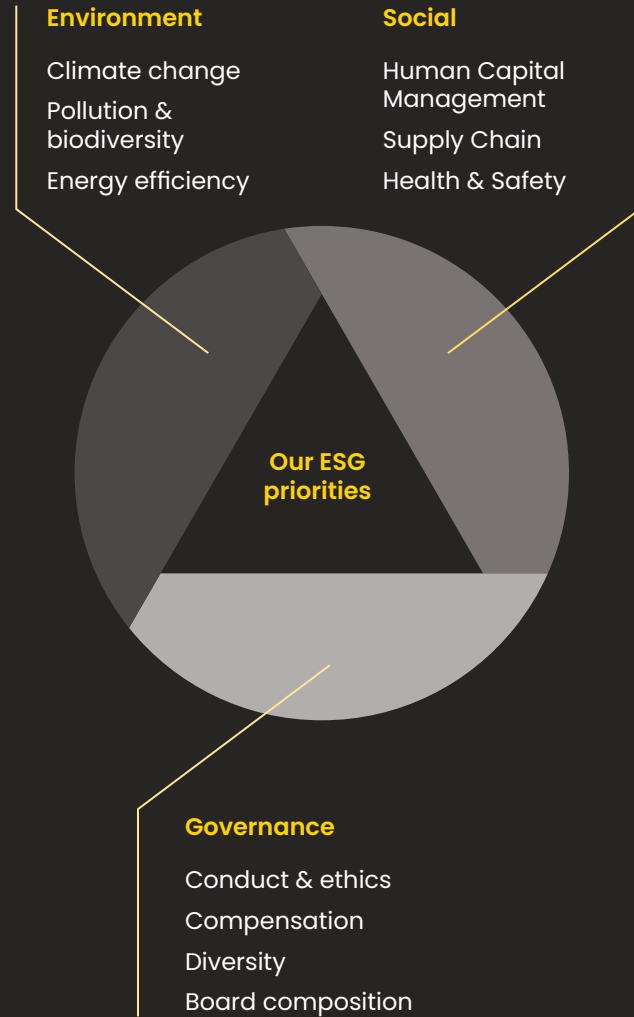 Environment
Climate change
Pollution &
biodiversity
Energy efficiency
Social
Human Capital
Management
Supply Chain
Health & Safety
Our ESG
priorities
Governance
Conduct & ethics
Compensation
Diversity
Board composition